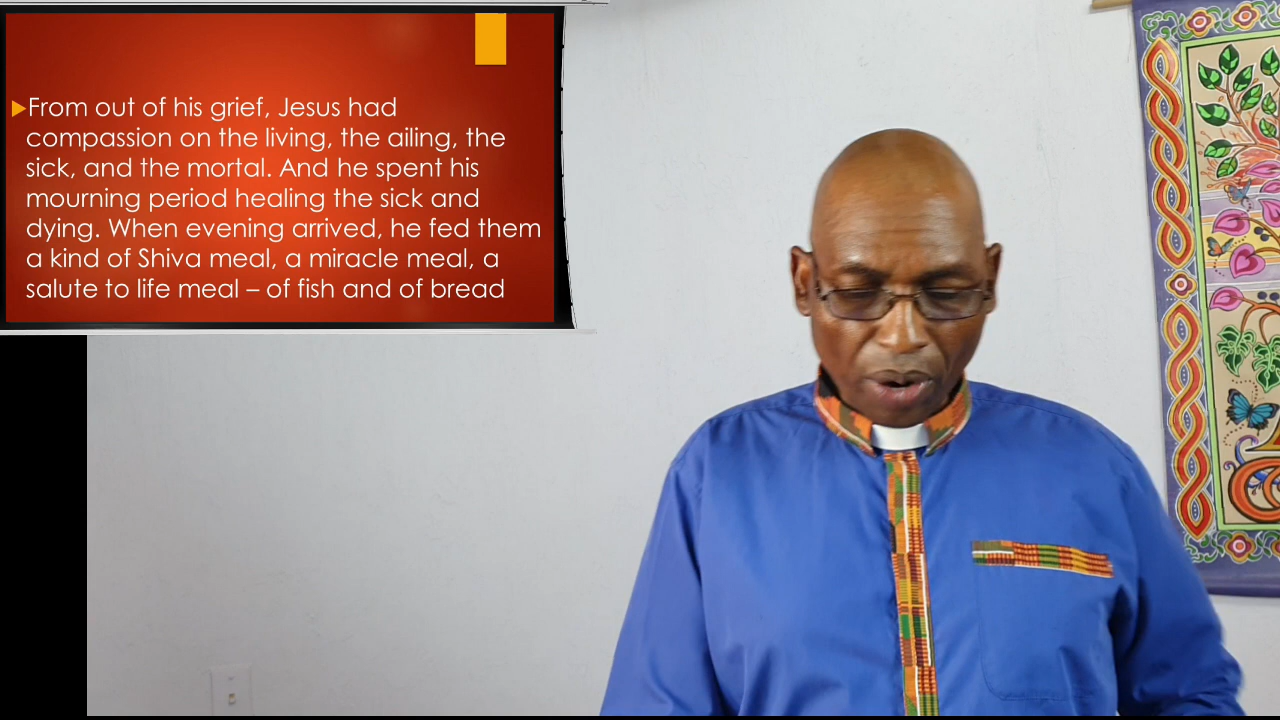 From out of his grief, Jesus had
compassion on the living, the ailing, the
sick, and the mortal. And he spent his
mourning period healing the sick and
dying. When evening arrived, he fed them
a kind of Shiva meal, a miracle meal, a
salute to life meal – of fish and of bread